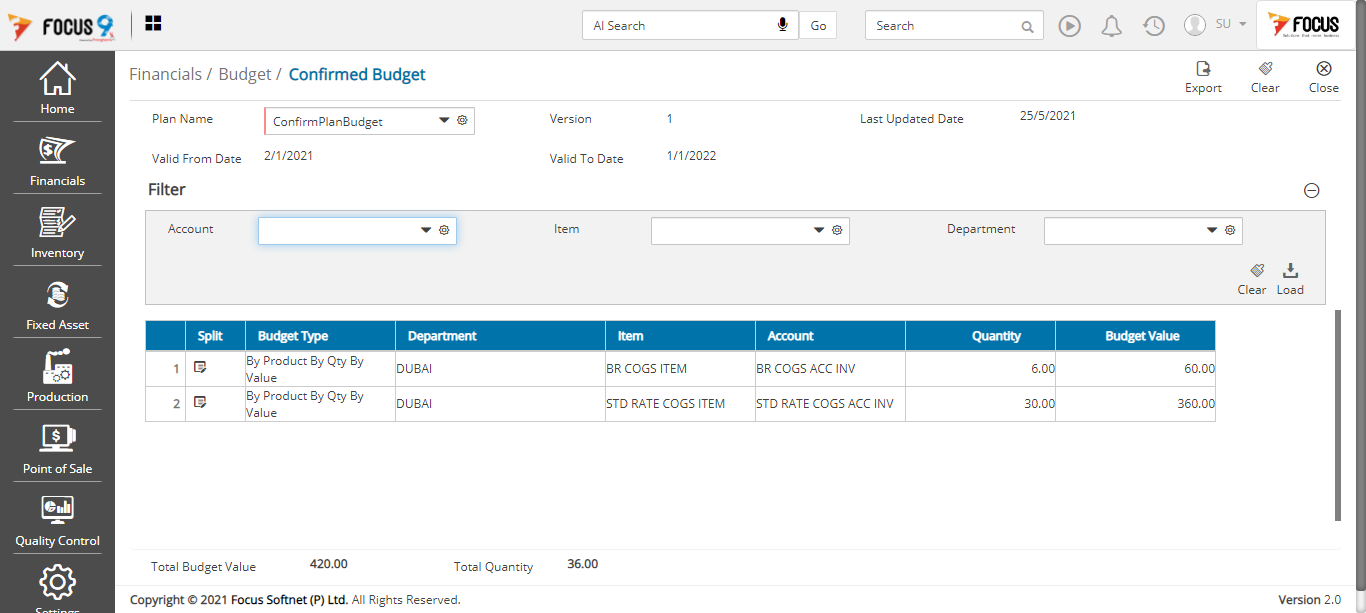 FOCUS 9
AI Search
Go
Search
SU
FOCUS
Home
Financials
Inventory
Fixed Asset
Production
Point of Sale
Quality Control
Settings
Financials / Budget / Confirmed Budget
Export
Clear
Close
Plan Name
ConfirmPlanBudget
Version
1
Last Updated Date
25/5/2021
Valid From Date
2/1/2021
Valid To Date
1/1/2022
Filter
Account
Item
Department
Clear
Load
Split Budget Type Department Item Account Quantity Budget Value
1 By Product By Qty By DUBAI BR COGS ITEM BR COGS ACC INV 6.00 60.00
Value
2 By Product By Qty By DUBAI STD RATE COGS ITEM STD RATE COGS ACC INV 30.00 360.00
Value
Total Budget Value 420.00 Total Quantity 36.00
Copyright © 2021 Focus Softnet (P) Ltd. All Rights Reserved.
Version 2.0